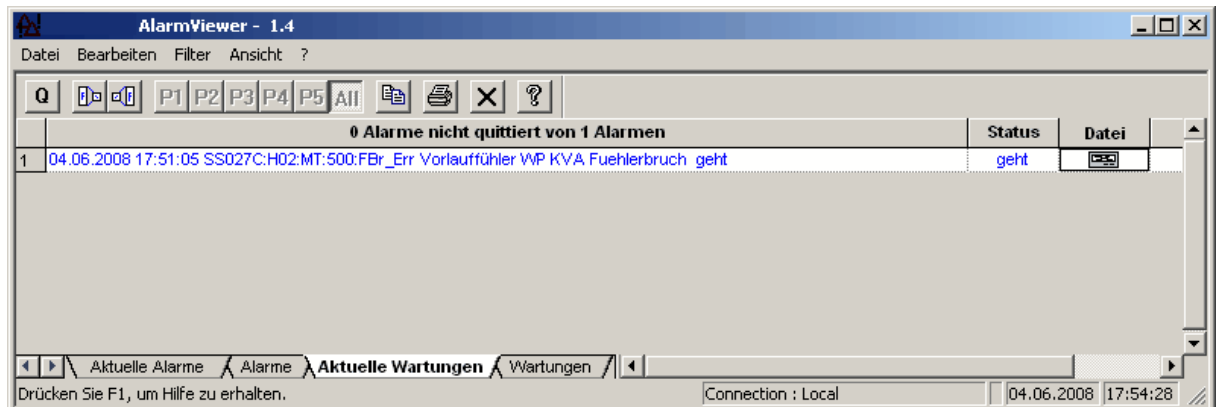 AlarmViewer - 1.4
Datei Bearbeiten Filter Ansicht ?
Q F F P1 P2 P3 P4 P5 All ?
0 Alarme nicht quittiert von 1 Alarmen Status Datei
1 04.06.2008 17:51:05 SS027C:H02:MT:500:FBr_Err Vorlauffühler WP KVA Fuehlerbruch geht geht
Aktuelle Alarme Alarme Aktuelle Wartungen Wartungen
Drücken Sie F1, um Hilfe zu erhalten. Connection : Local 04.06.2008 17:54:28